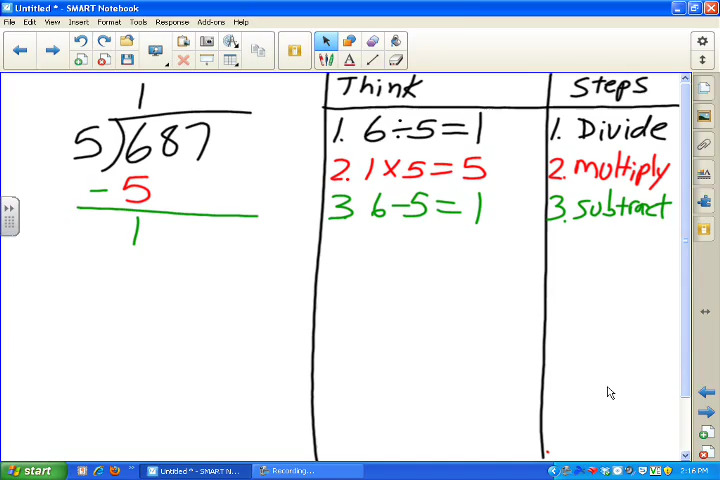 Untitled * - SMART Notebook
File Edit View Insert Format Tools Response Add-ons Help
1
5)687
- 5
1
Think
1. 6÷5=1
2. 1×5=5
3 6-5=1
Steps
1. Divide
2. multiply
3. subtract
start
Untitled * - SMART N...
Recording...
2:16 PM